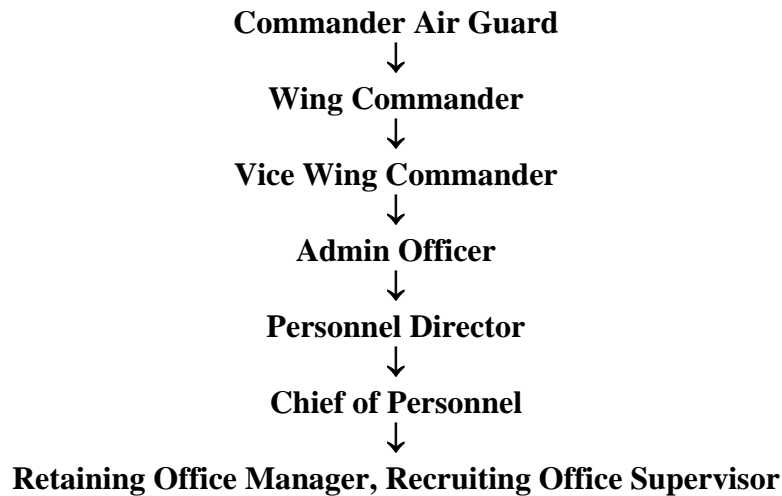 Commander Air Guard
↓
Wing Commander
↓
Vice Wing Commander
↓
Admin Officer
↓
Personnel Director
↓
Chief of Personnel
↓
Retaining Office Manager, Recruiting Office Supervisor